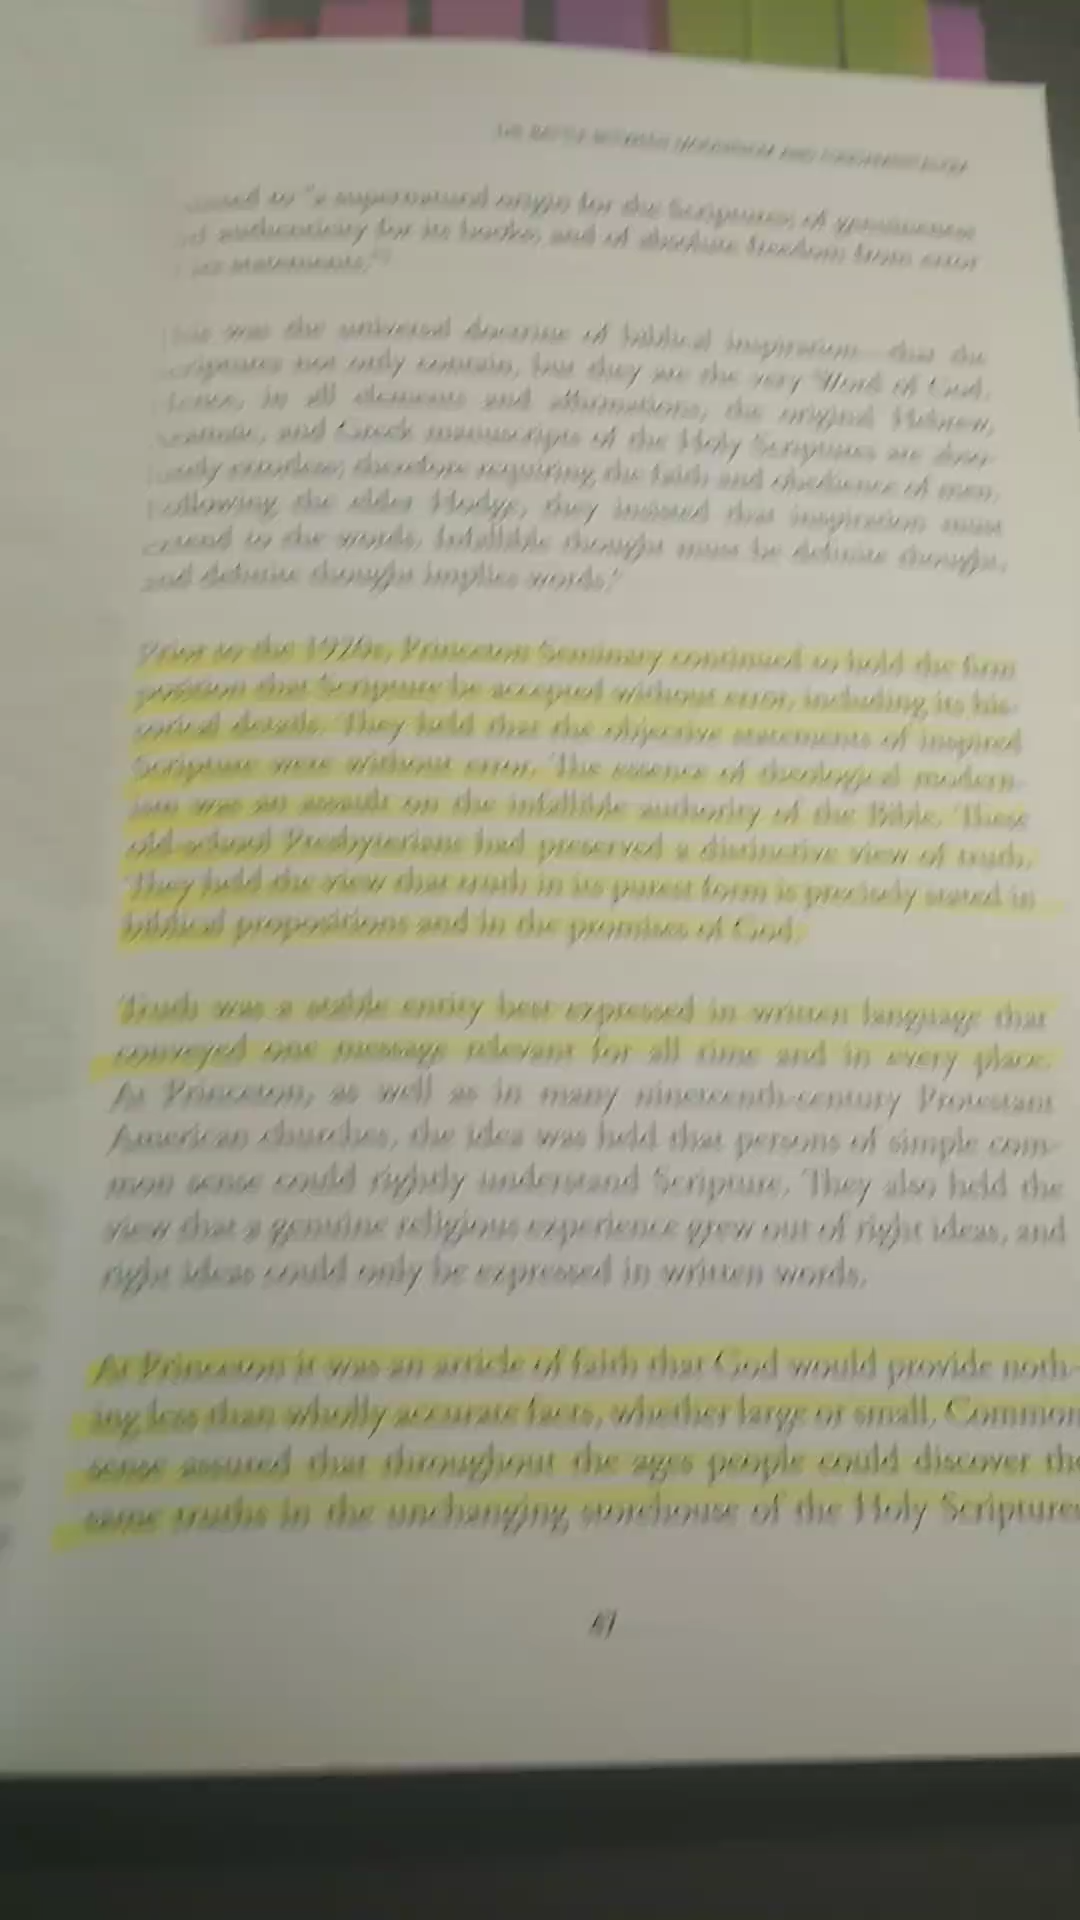 THE BATTLE BETWEEN MODERNISM AND FUNDAMENTALISM
to "a supernatural origin for the Scriptures, of genuineness
authenticity for its books, and of absolute freedom from error
statements."
was the universal doctrine of biblical inspiration—that the
not only contain, but they are the very Word of God.
in all elements and affirmations, the original Hebrew,
and Greek manuscripts of the Holy Scriptures are
errorless, therefore requiring the faith and obedience of men.
the elder Hodge, they insisted that inspiration must
to the words. Infallible thought must be definite thought,
and definite thought implies words.
Prior to the 1920s, Princeton Seminary continued to hold the firm
position that Scripture be accepted without error, including its his-
torical details. They held that the objective statements of inspired
Scripture were without error. The essence of theological modern-
ism was an assault on the infallible authority of the Bible. These
old-school Presbyterians had preserved a distinctive view of truth.
They held the view that truth in its purest form is precisely stated in
biblical propositions and in the promises of God.
Truth was a stable entity best expressed in written language that
conveyed one message relevant for all time and in every place.
At Princeton, as well as in many nineteenth-century Protestant
American churches, the idea was held that persons of simple com-
mon sense could rightly understand Scripture. They also held the
view that a genuine religious experience grew out of right ideas, and
right ideas could only be expressed in written words.
At Princeton it was an article of faith that God would provide noth-
ing less than wholly accurate facts, whether large or small. Common
sense assured that throughout the ages people could discover the
same truths in the unchanging storehouse of the Holy Scriptures